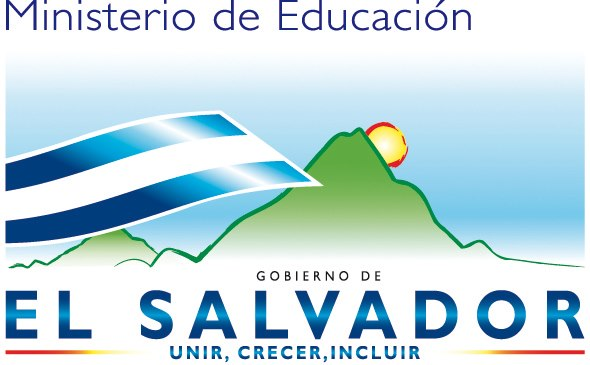 Ministerio de Educación
GOBIERNO DE
EL SALVADOR
UNIR, CRECER,INCLUIR